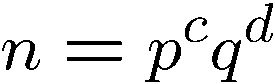 n = p^c q^d